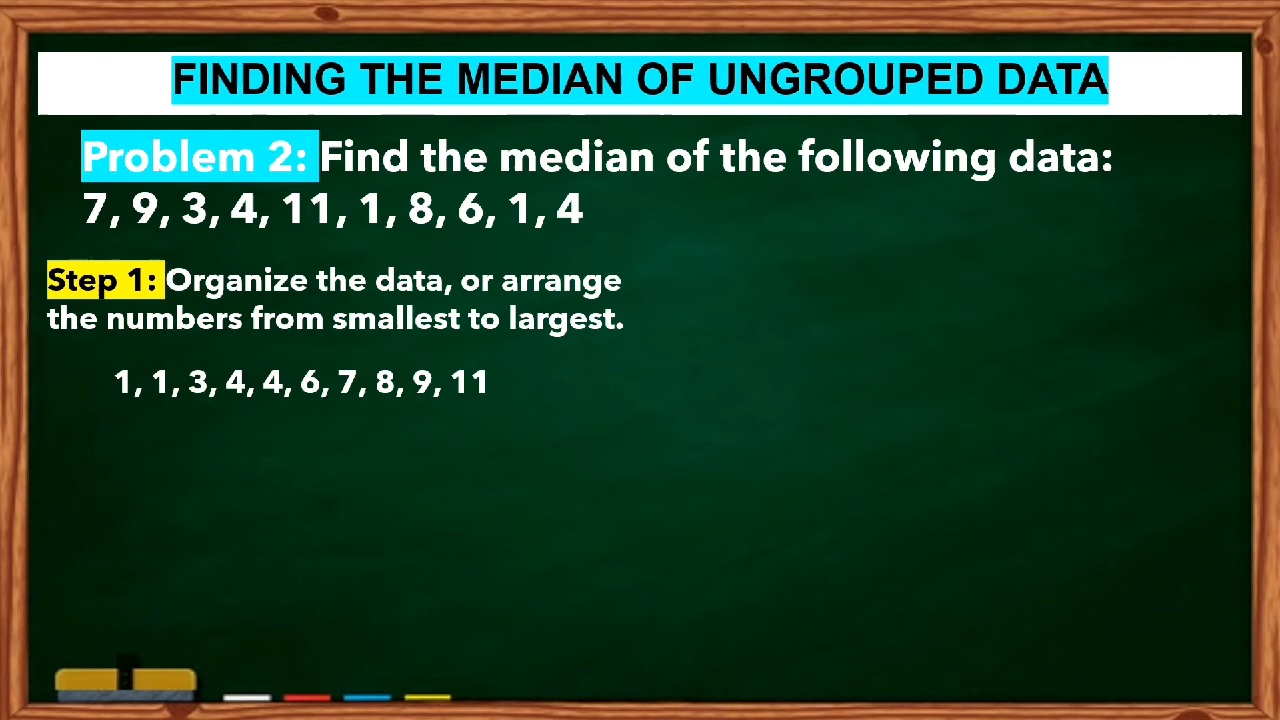 FINDING THE MEDIAN OF UNGROUPED DATA
Problem 2: Find the median of the following data:
7, 9, 3, 4, 11, 1, 8, 6, 1, 4
Step 1: Organize the data, or arrange
the numbers from smallest to largest.
1, 1, 3, 4, 4, 6, 7, 8, 9, 11